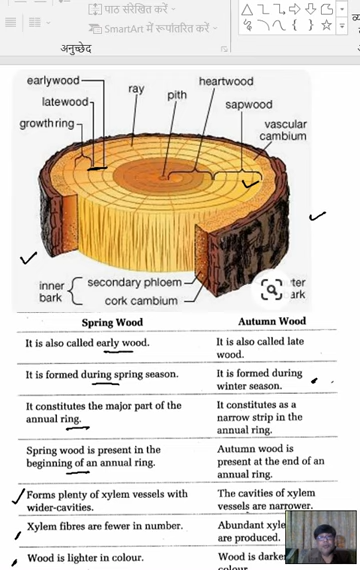 पाठ संरेखित करें
SmartArt में रूपांतरित करें
अनुच्छेद
earlywood
heartwood
ray
pith
latewood
sapwood
growth ring
vascular
cambium
secondary phloem
inner
bark
cork cambium
ark
Spring Wood
Autumn Wood
It is also called early wood.
It is also called late
wood.
It is formed during spring season.
It is formed during
winter season.
It constitutes the major part of the
annual ring.
It constitutes as a
narrow strip in the
annual ring.
Spring wood is present in the
beginning of an annual ring.
Autumn wood is
present at the end of an
annual ring.
Forms plenty of xylem vessels with
wider-cavities.
The cavities of xylem
vessels are narrower.
Xylem fibres are fewer in number.
Abundant xyle
are produced.
Wood is lighter in colour.
Wood is darke